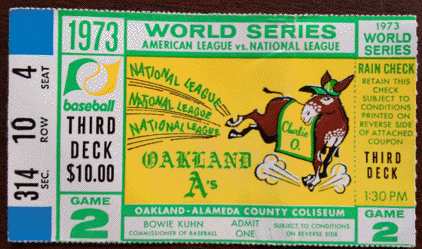 314 10 4
SEC. ROW SEAT
1973
baseball
THIRD
DECK
$10.00
GAME
2
WORLD SERIES
AMERICAN LEAGUE vs. NATIONAL LEAGUE
NATIONAL LEAGUE
NATIONAL LEAGUE
NATIONAL LEAGUE
Charlie
O.
OAKLAND
A's
OAKLAND-ALAMEDA COUNTY COLISEUM
BOWIE KUHN
COMMISSIONER OF BASEBALL
ADMIT
ONE
SUBJECT TO CONDITIONS
ON REVERSE SIDE
1973
WORLD
SERIES
RAIN CHECK
RETAIN THIS
CHECK
SUBJECT TO
CONDITIONS
PRINTED ON
REVERSE SIDE
OF ATTACHED
COUPON
THIRD
DECK
1:30 PM
GAME
2